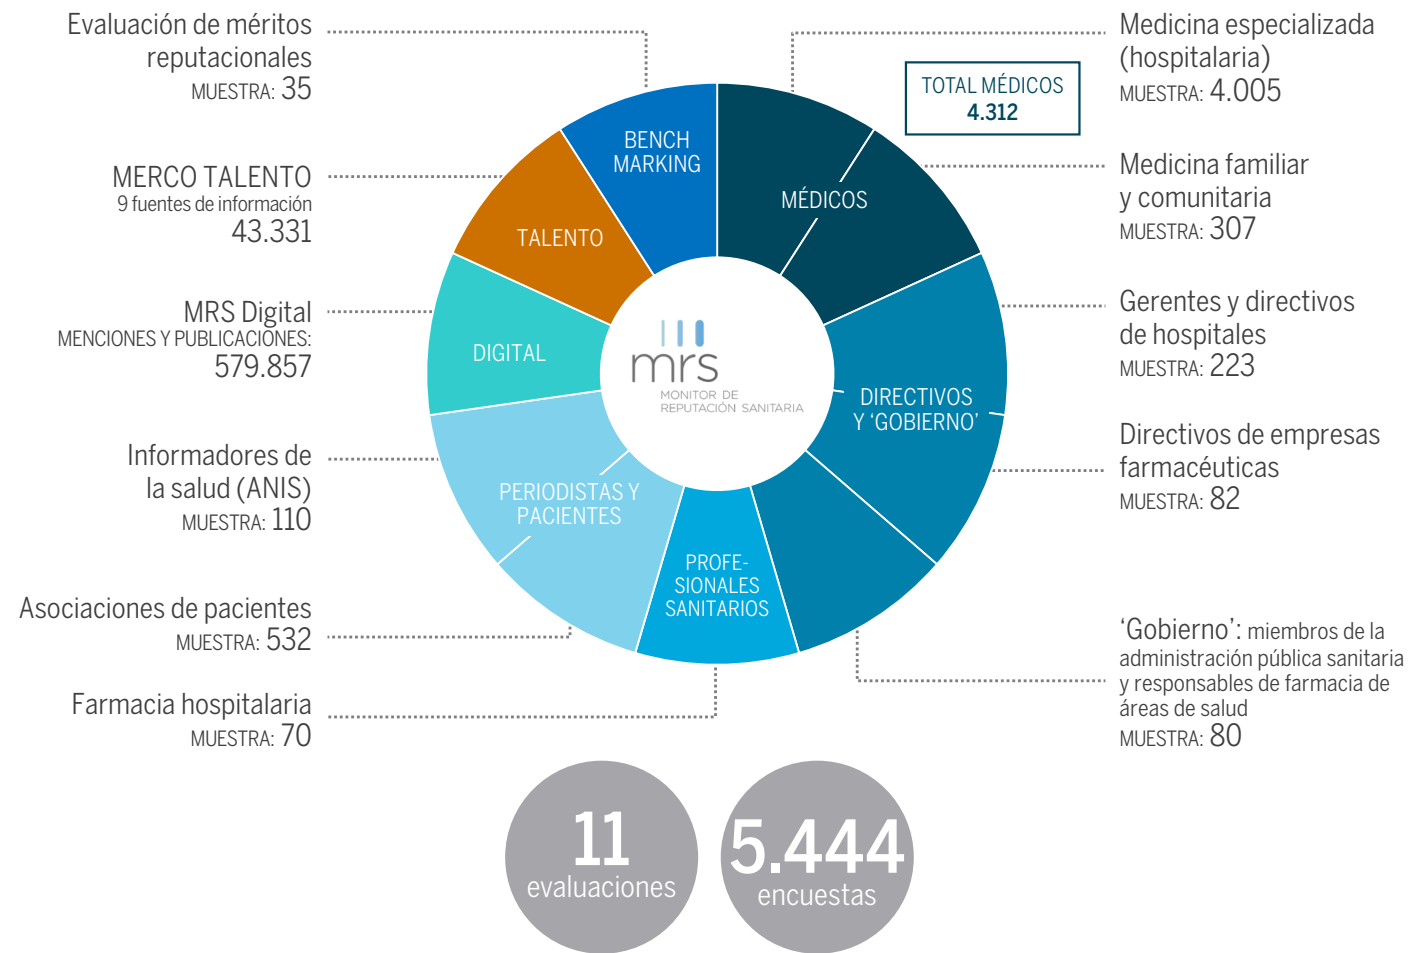 Evaluación de méritos
reputacionales
MUESTRA: 35
MERCO TALENTO
9 fuentes de información
43.331
MRS Digital
MENCIONES Y PUBLICACIONES:
579.857
Informadores de
la salud (ANIS)
MUESTRA: 110
Asociaciones de pacientes
MUESTRA: 532
Farmacia hospitalaria
MUESTRA: 70
BENCH
MARKING
TALENTO
DIGITAL
PERIODISTAS Y
PACIENTES
PROFE-
SIONALES
SANITARIOS
MÉDICOS
DIRECTIVOS
Y ‘GOBIERNO’
mrs
MONITOR DE
REPUTACIÓN SANITARIA
TOTAL MÉDICOS
4.312
Medicina especializada
(hospitalaria)
MUESTRA: 4.005
Medicina familiar
y comunitaria
MUESTRA: 307
Gerentes y directivos
de hospitales
MUESTRA: 223
Directivos de empresas
farmacéuticas
MUESTRA: 82
‘Gobierno’: miembros de la
administración pública sanitaria
y responsables de farmacia de
áreas de salud
MUESTRA: 80
11
evaluaciones
5.444
encuestas